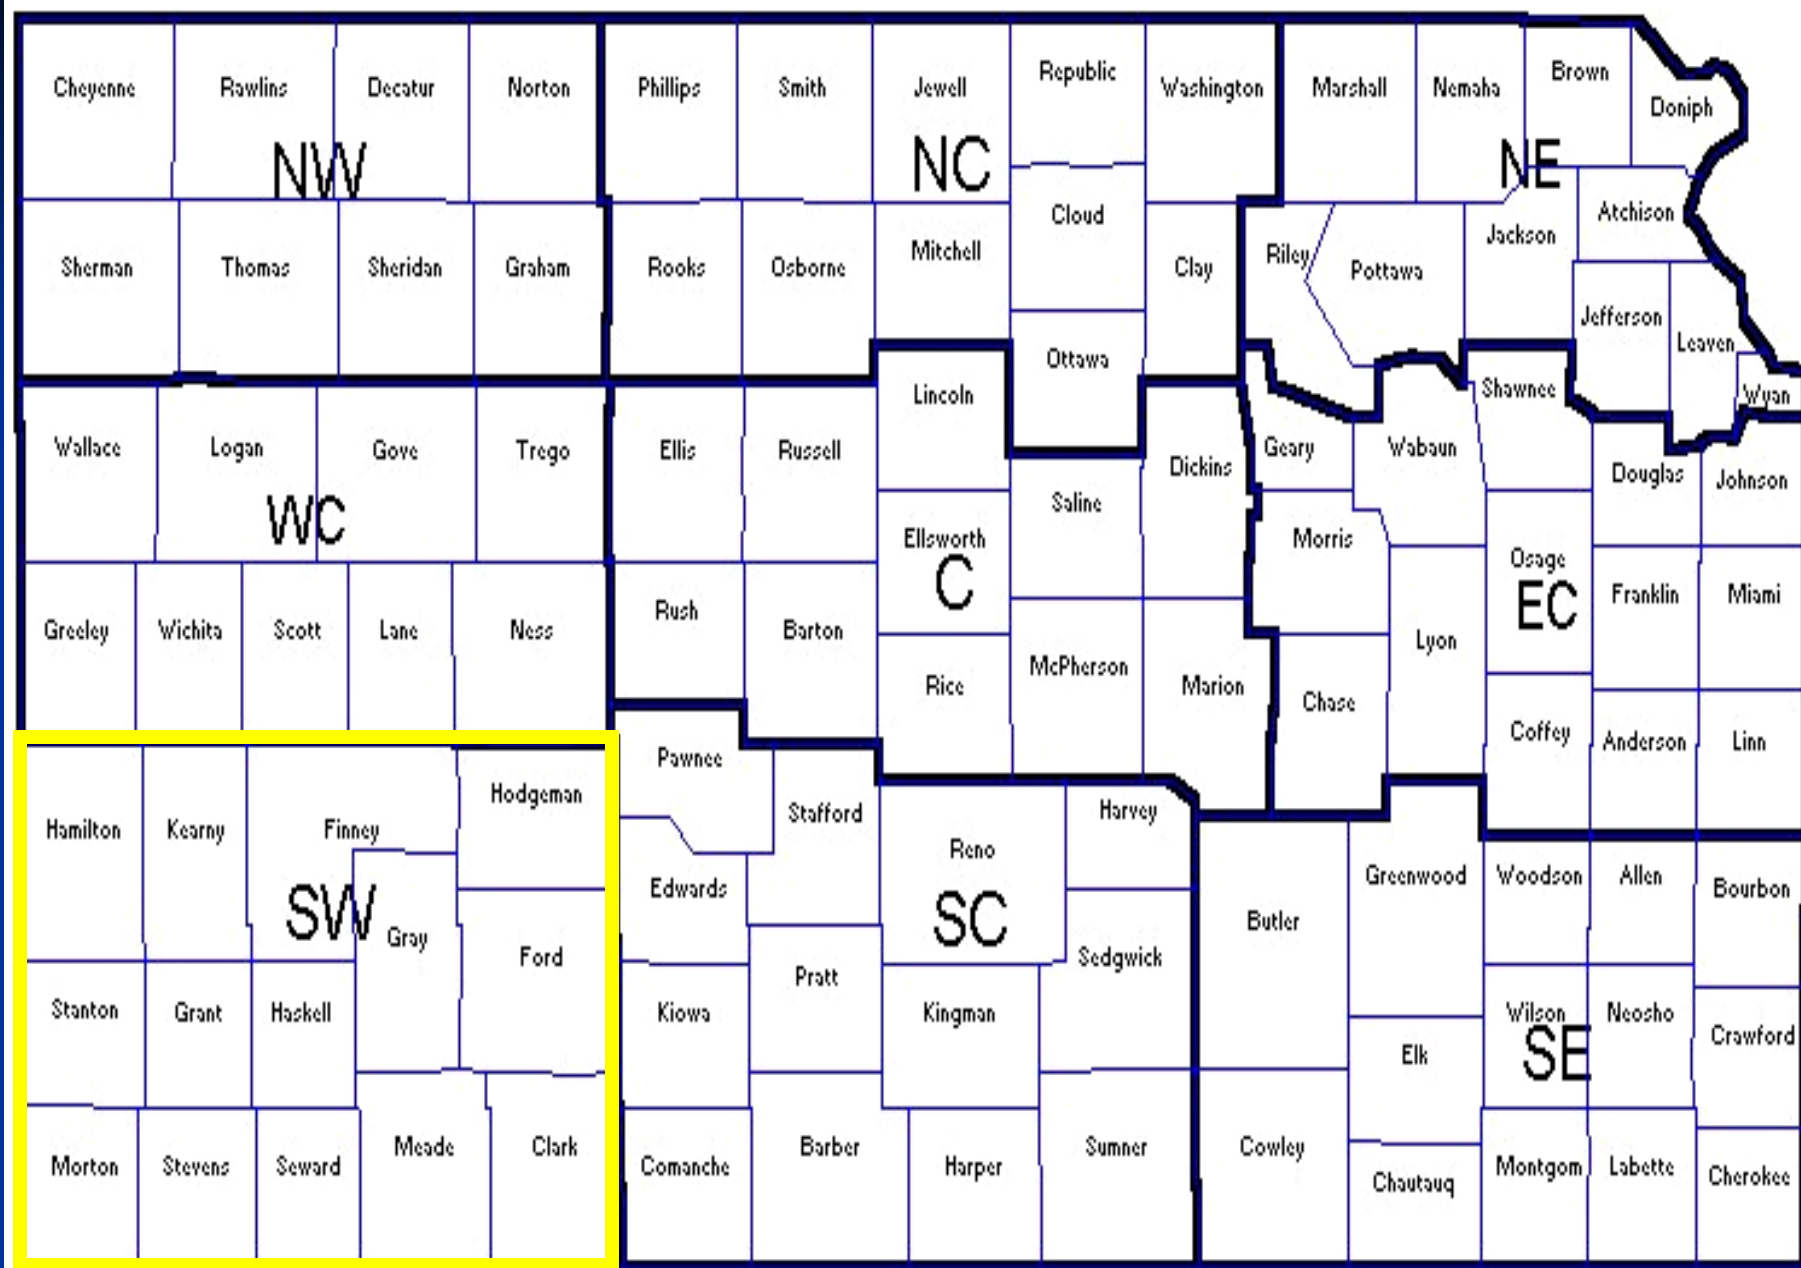 Cheyenne Rawlins Decatur Norton Phillips Smith Jewell Republic Washington Marshall Nemaha Brown Doniph
NW NC NE
Sherman Thomas Sheridan Graham Rooks Osborne Mitchell Cloud Clay Riley Pottawa Jackson Atchison
Ottawa Jefferson Leaven Wyan
Wallace Logan Gove Trego Ellis Russell Lincoln Saline Dickins Geary Wabaun Shawnee Douglas Johnson
WC C EC
Greeley Wichita Scott Lane Ness Rush Barton Ellsworth Rice McPherson Marion Morris Chase Lyon Osage Franklin Miami
Coffey Anderson Linn
Hamilton Kearny Finney Hodgeman Pawnee Stafford Reno Harvey
SW SC SE
Gray Ford Edwards Pratt Sedgwick Butler Greenwood Woodson Allen Bourbon
Stanton Grant Haskell Kiowa Kingman Elk Wilson Neosho Crawford
Morton Stevens Seward Meade Clark Comanche Barber Harper Sumner Cowley Chautauq Montgom Labette Cherokee